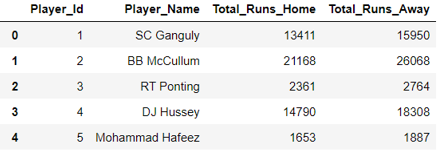 Player_Id Player_Name Total_Runs_Home Total_Runs_Away
0 1 SC Ganguly 13411 15950
1 2 BB McCullum 21168 26068
2 3 RT Ponting 2361 2764
3 4 DJ Hussey 14790 18308
4 5 Mohammad Hafeez 1653 1887